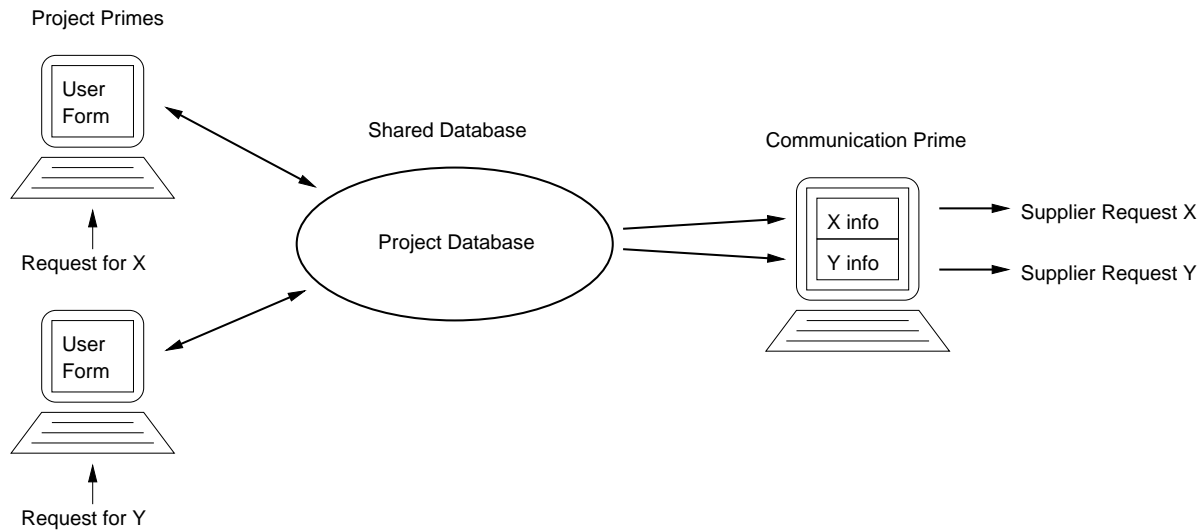 Project Primes
User
Form
Request for X
User
Form
Request for Y
Shared Database
Project Database
Communication Prime
X info
Y info
Supplier Request X
Supplier Request Y